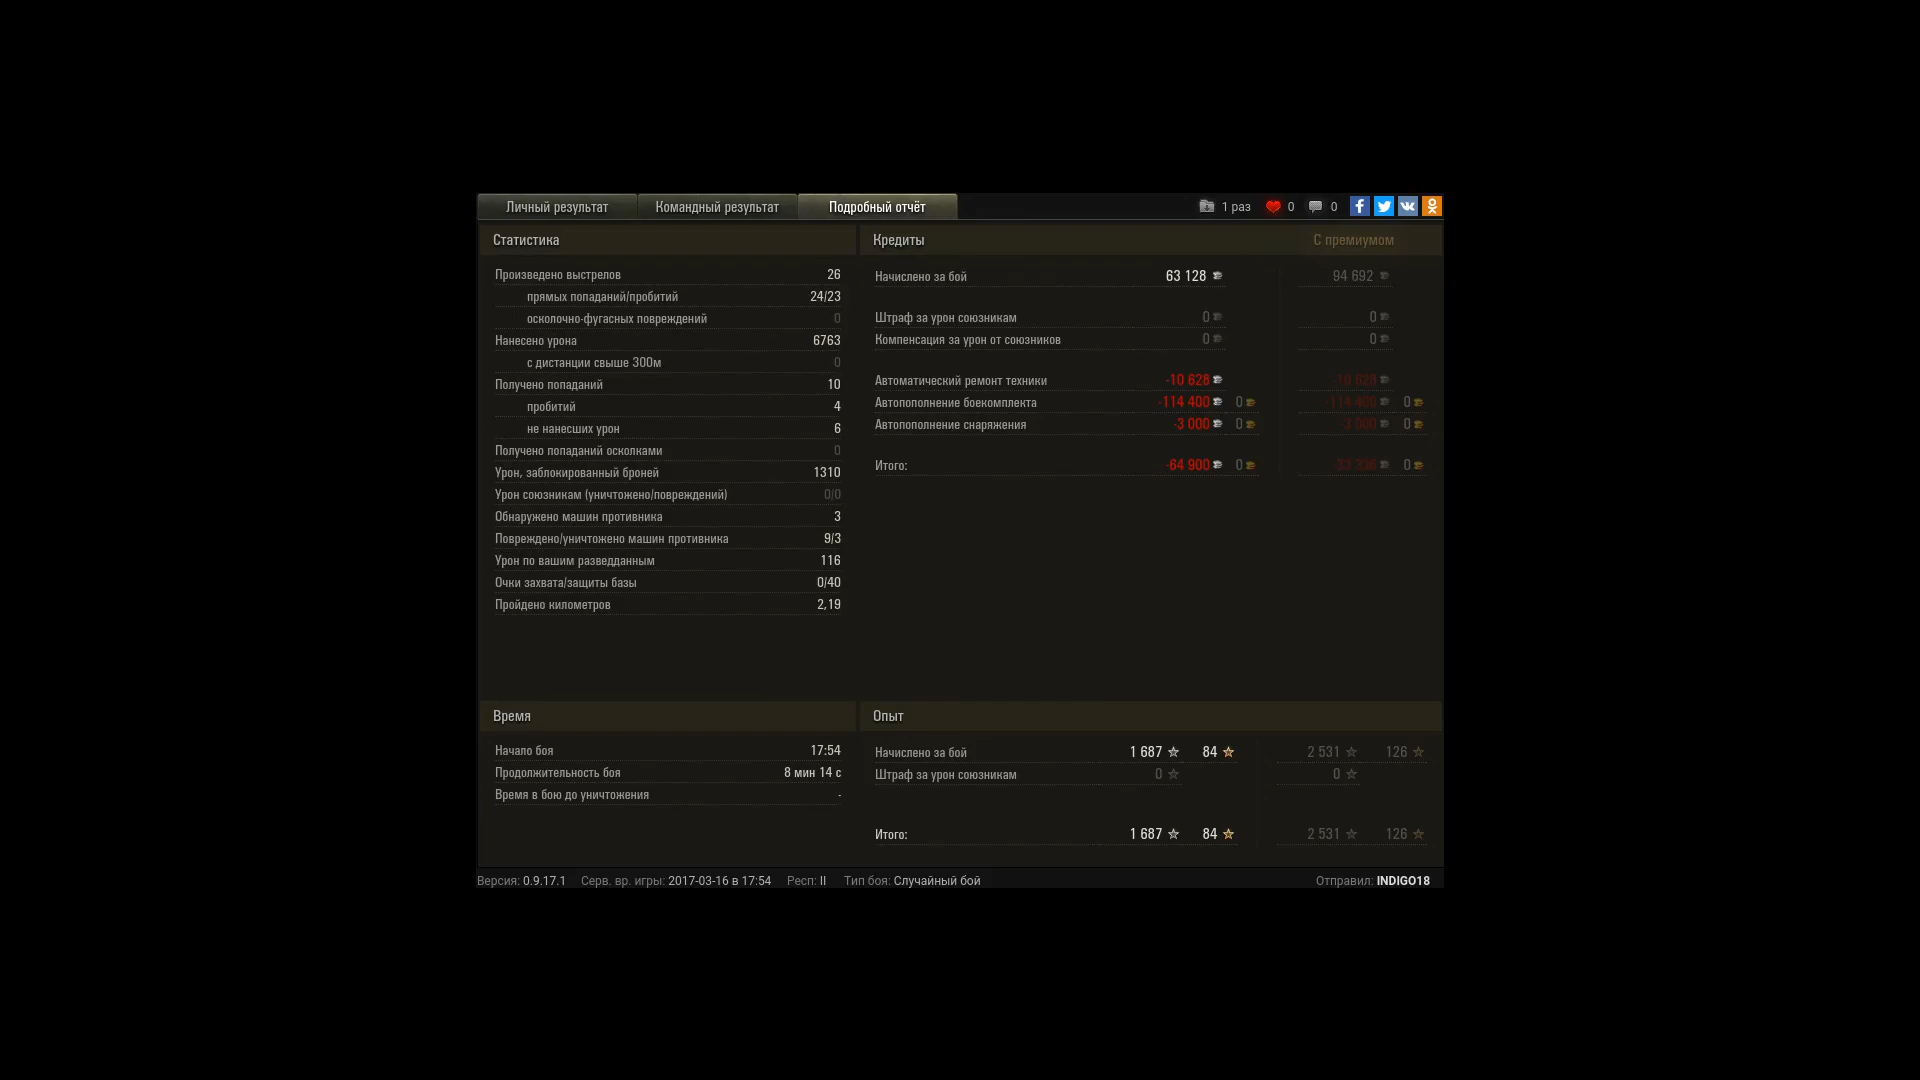 Личный результат Командный результат Подробный отчёт 1 раз 0 0
Статистика
Произведено выстрелов 26
прямых попаданий/пробитий 24/23
осколочно-фугасных повреждений 0
Нанесено урона 6763
с дистанции свыше 300м 0
Получено попаданий 10
пробитий 4
не нанесших урон 6
Получено попаданий осколками 0
Урон, заблокированный броней 1310
Урон союзникам (уничтожено/повреждений) 0/0
Обнаружено машин противника 3
Повреждено/уничтожено машин противника 9/3
Урон по вашим разведданным 116
Очки захвата/защиты базы 0/40
Пройдено километров 2,19
Кредиты С премиумом
Начислено за бой 63 128 94 692
Штраф за урон союзникам 0 0
Компенсация за урон от союзников 0 0
Автоматический ремонт техники -10 628 -10 628
Автопополнение боекомплекта -114 400 0 -114 400 0
Автопополнение снаряжения -3 000 0 -3 000 0
Итого: -64 900 0 0
Время
Начало боя 17:54
Продолжительность боя 8 мин 14 с
Время в бою до уничтожения -
Опыт
Начислено за бой 1 687 84 2 531 126
Штраф за урон союзникам 0 0
Итого: 1 687 84 2 531 126
Версия: 0.9.17.1 Серв. вр. игры: 2017-03-16 в 17:54 Респ: II Тип боя: Случайный бой Отправил: INDIGO18